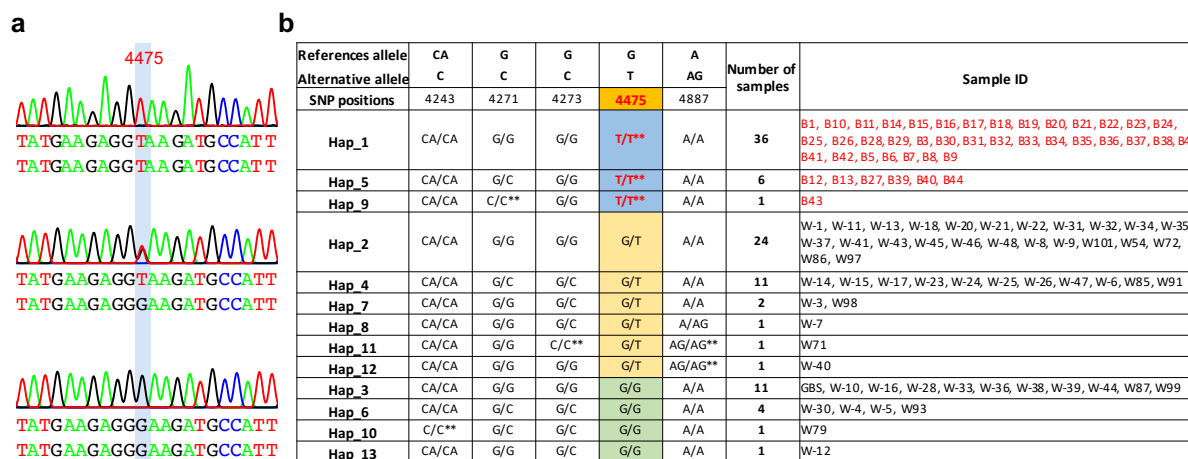 a
4475
TATGAAGAGGTAAGATGCCATT
TATGAAGAGGTAAGATGCCATT
TATGAAGAGGTAAGATGCCATT
TATGAAGAGGGAAGATGCCATT
TATGAAGAGGGAAGATGCCATT
TATGAAGAGGGAAGATGCCATT
b
References allele CA G G G A Number of samples Sample ID
Alternative allele C C C T AG
SNP positions 4243 4271 4273 4475 4887
Hap_1 CA/CA G/G G/G T/T** A/A 36 B1, B10, B11, B14, B15, B16, B17, B18, B19, B20, B21, B22, B23, B24,
B25, B26, B28, B29, B3, B30, B31, B32, B33, B34, B35, B36, B37, B38, B4
B41, B42, B5, B6, B7, B8, B9
Hap_5 CA/CA G/C G/G T/T** A/A 6 B12, B13, B27, B39, B40, B44
Hap_9 CA/CA C/C** G/G T/T** A/A 1 B43
Hap_2 CA/CA G/G G/G G/T A/A 24 W-1, W-11, W-13, W-18, W-20, W-21, W-22, W-31, W-32, W-34, W-35
W-37, W-41, W-43, W-45, W-46, W-48, W-8, W-9, W101, W54, W72,
W86, W97
Hap_4 CA/CA G/C G/C G/T A/A 11 W-14, W-15, W-17, W-23, W-24, W-25, W-26, W-47, W-6, W85, W91
Hap_7 CA/CA G/G G/C G/T A/A 2 W-3, W98
Hap_8 CA/CA G/G G/C G/T A/AG 1 W-7
Hap_11 CA/CA G/G C/C** G/T AG/AG** 1 W71
Hap_12 CA/CA G/G G/G G/T AG/AG** 1 W-40
Hap_3 CA/CA G/G G/G G/G A/A 11 GBS, W-10, W-16, W-28, W-33, W-36, W-38, W-39, W-44, W87, W99
Hap_6 CA/CA G/C G/C G/G A/A 4 W-30, W-4, W-5, W93
Hap_10 C/C** G/G G/G G/G A/A 1 W79
Hap_13 CA/CA G/C G/G G/G A/A 1 W-12